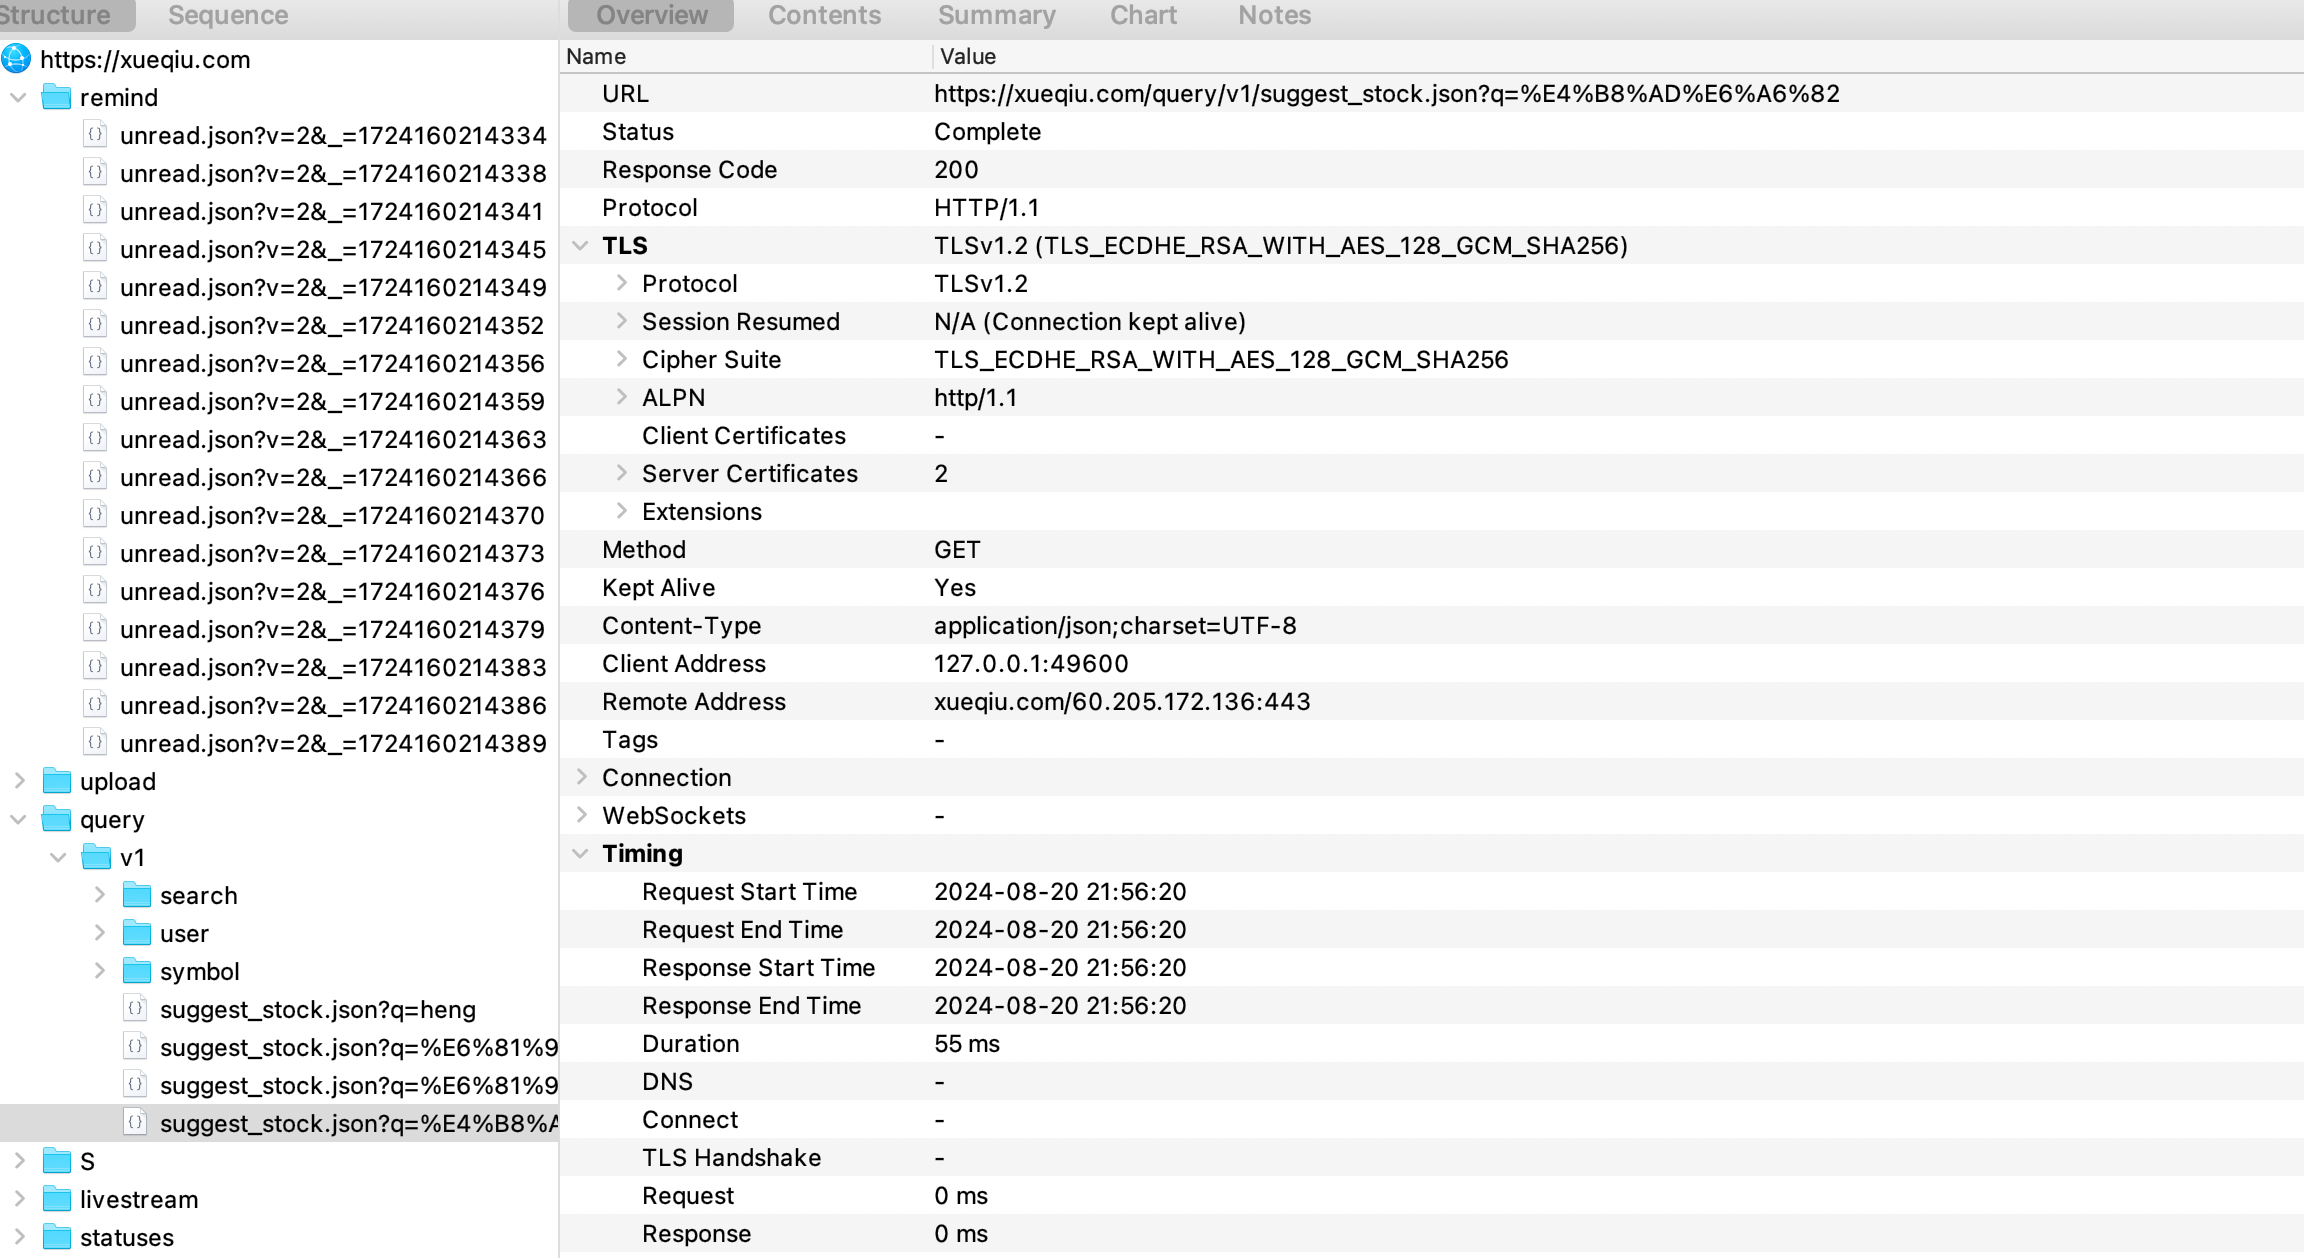 Structure Sequence
https://xueqiu.com
remind
unread.json?v=2&_=1724160214334
unread.json?v=2&_=1724160214338
unread.json?v=2&_=1724160214341
unread.json?v=2&_=1724160214345
unread.json?v=2&_=1724160214349
unread.json?v=2&_=1724160214352
unread.json?v=2&_=1724160214356
unread.json?v=2&_=1724160214359
unread.json?v=2&_=1724160214363
unread.json?v=2&_=1724160214366
unread.json?v=2&_=1724160214370
unread.json?v=2&_=1724160214373
unread.json?v=2&_=1724160214376
unread.json?v=2&_=1724160214379
unread.json?v=2&_=1724160214383
unread.json?v=2&_=1724160214386
unread.json?v=2&_=1724160214389
upload
query
v1
search
user
symbol
suggest_stock.json?q=heng
suggest_stock.json?q=%E6%81%9
suggest_stock.json?q=%E6%81%9
suggest_stock.json?q=%E4%B8%A
S
livestream
statuses
Overview Contents Summary Chart Notes
Name Value
URL https://xueqiu.com/query/v1/suggest_stock.json?q=%E4%B8%AD%E6%A6%82
Status Complete
Response Code 200
Protocol HTTP/1.1
TLS TLSv1.2 (TLS_ECDHE_RSA_WITH_AES_128_GCM_SHA256)
Protocol TLSv1.2
Session Resumed N/A (Connection kept alive)
Cipher Suite TLS_ECDHE_RSA_WITH_AES_128_GCM_SHA256
ALPN http/1.1
Client Certificates -
Server Certificates 2
Extensions
Method GET
Kept Alive Yes
Content-Type application/json;charset=UTF-8
Client Address 127.0.0.1:49600
Remote Address xueqiu.com/60.205.172.136:443
Tags -
Connection
WebSockets -
Timing
Request Start Time 2024-08-20 21:56:20
Request End Time 2024-08-20 21:56:20
Response Start Time 2024-08-20 21:56:20
Response End Time 2024-08-20 21:56:20
Duration 55 ms
DNS -
Connect -
TLS Handshake -
Request 0 ms
Response 0 ms